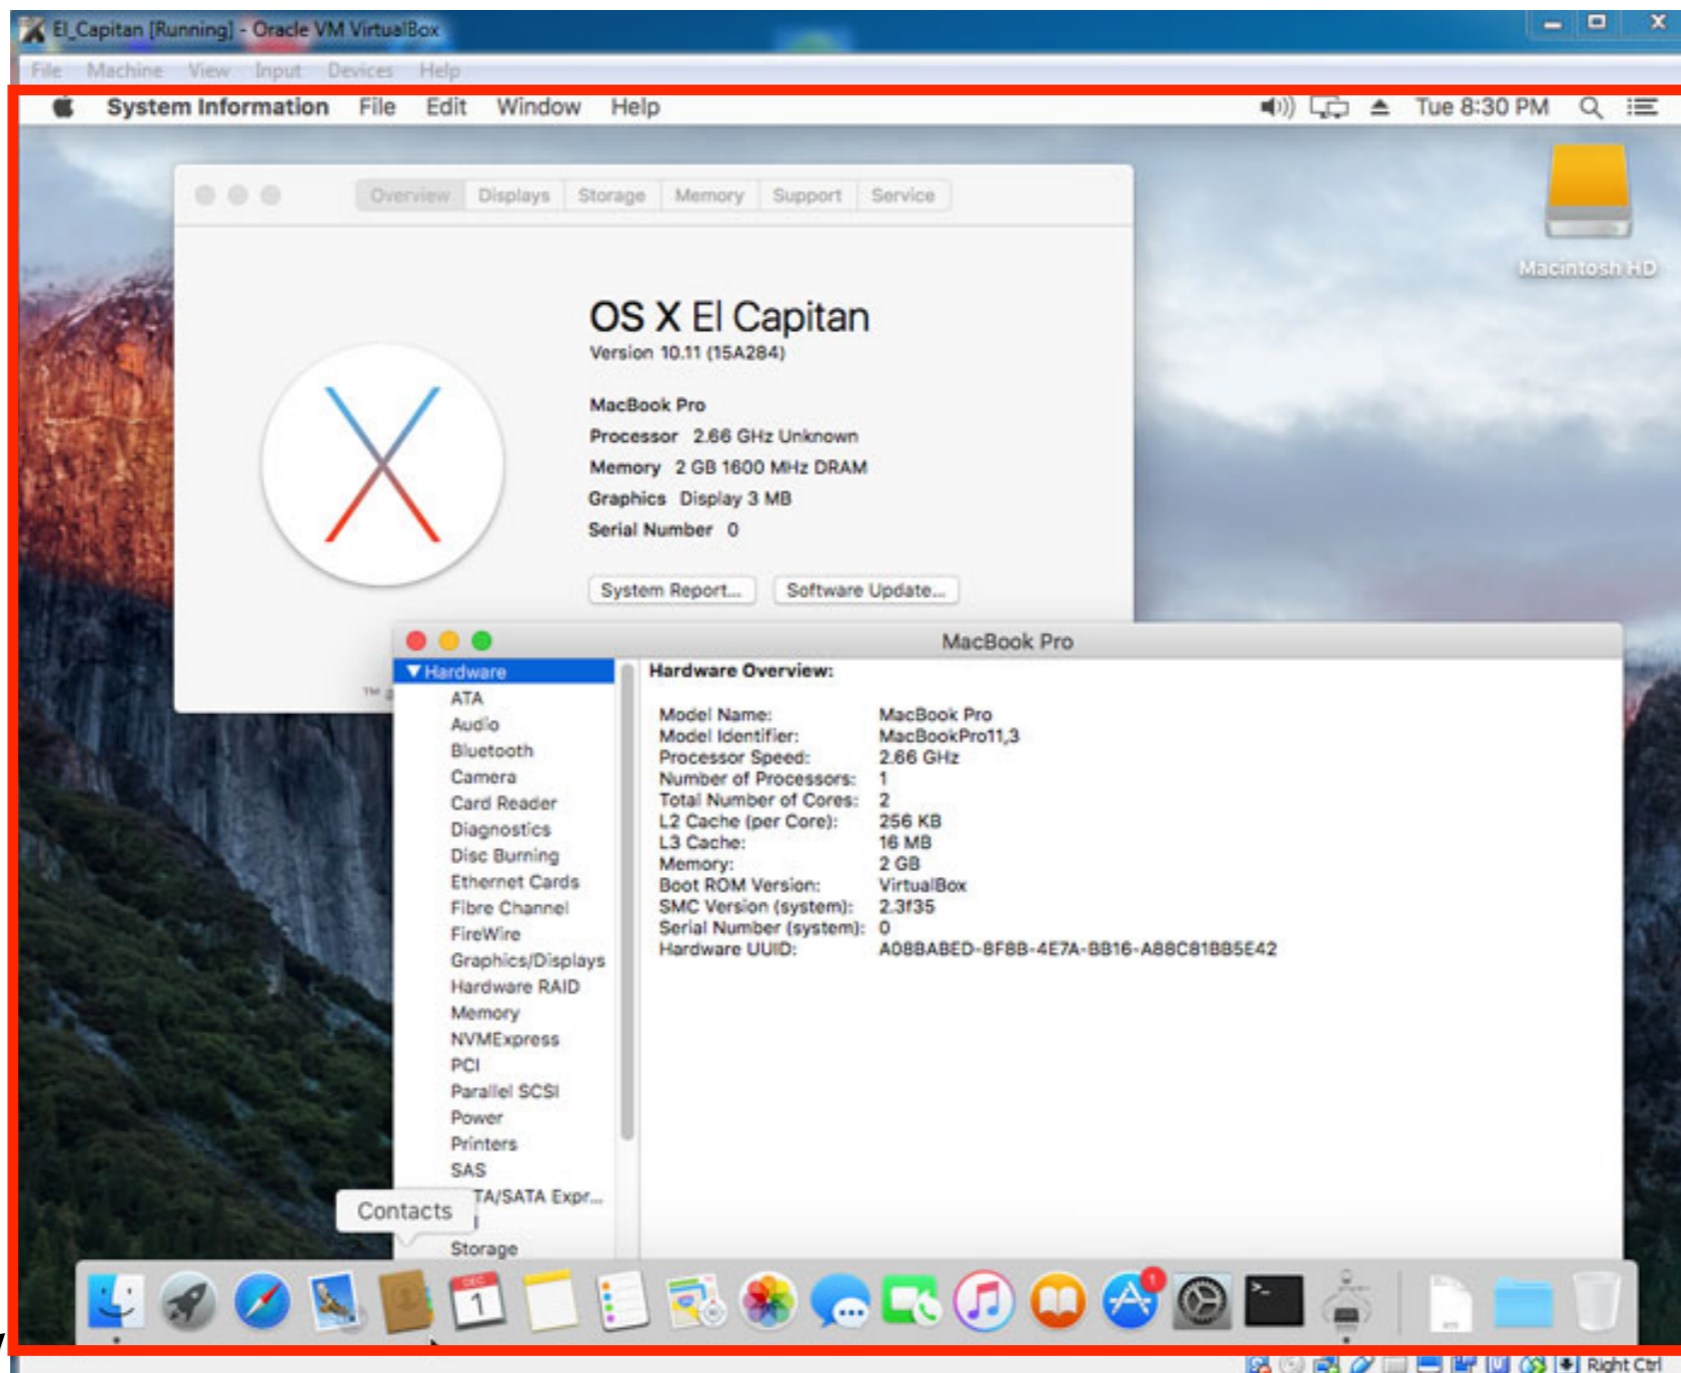 El_Capitan [Running] - Oracle VM VirtualBox
File Machine View Input Devices Help
System Information File Edit Window Help Tue 8:30 PM
Overview Displays Storage Memory Support Service
Macintosh HD
OS X El Capitan
Version 10.11 (15A284)
MacBook Pro
Processor 2.66 GHz Unknown
Memory 2 GB 1600 MHz DRAM
Graphics Display 3 MB
Serial Number 0
System Report... Software Update...
™
MacBook Pro
Hardware
ATA
Audio
Bluetooth
Camera
Card Reader
Diagnostics
Disc Burning
Ethernet Cards
Fibre Channel
FireWire
Graphics/Displays
Hardware RAID
Memory
NVMExpress
PCI
Parallel SCSI
Power
Printers
SAS
TA/SATA Expr...
Storage
Hardware Overview:
Model Name: MacBook Pro
Model Identifier: MacBookPro11,3
Processor Speed: 2.66 GHz
Number of Processors: 1
Total Number of Cores: 2
L2 Cache (per Core): 256 KB
L3 Cache: 16 MB
Memory: 2 GB
Boot ROM Version: VirtualBox
SMC Version (system): 2.3f35
Serial Number (system): 0
Hardware UUID: A08BABED-8F8B-4E7A-BB16-A88C81BB5E42
Contacts
DEC
1
1
Right Ctrl